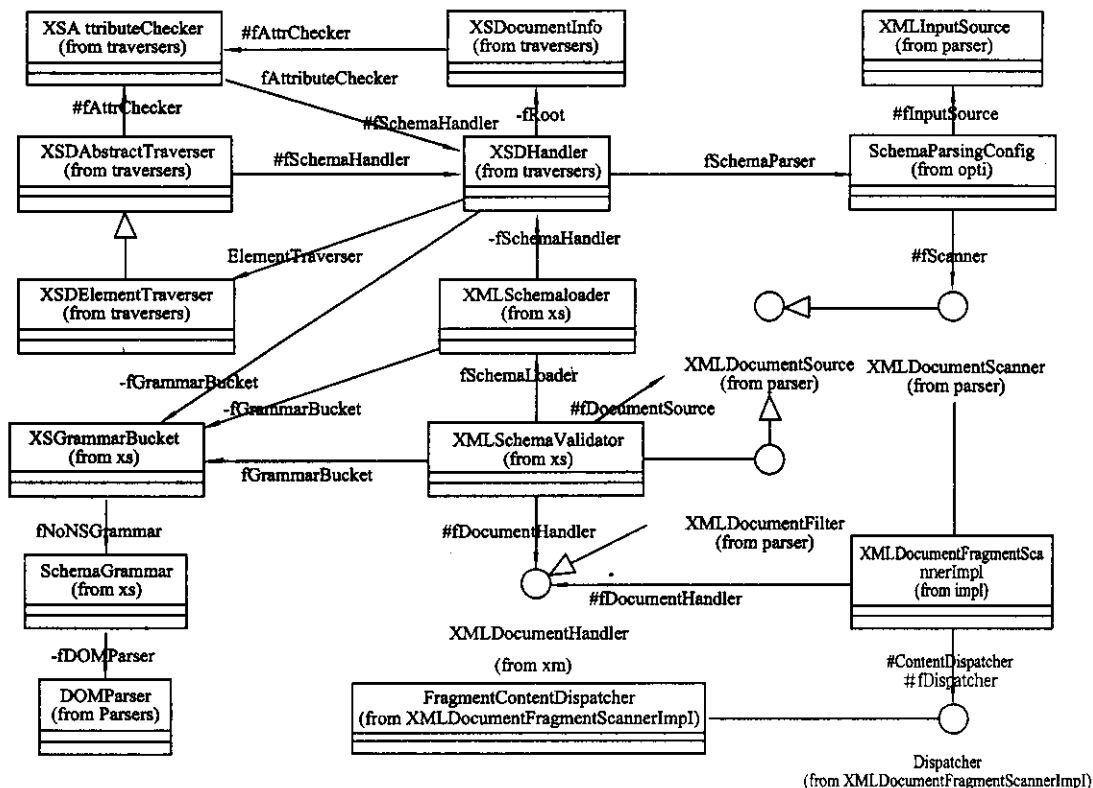 XSA ttributeChecker
(from traversers)
#fAttrChecker
XSDocumentInfo
(from traversers)
XMLInputSource
(from parser)
fAttributeChecker
#fAttrChecker
#fSchemaHandler
-fRoot
#fInputSource
XSDAbstractTraverser
(from traversers)
#fSchemaHandler
XSDHandler
(from traversers)
fSchemaParser
SchemaParsingConfig
(from opti)
ElementTraverser
-fSchemaHandler
#fScanner
XSDElementTraverser
(from traversers)
XMLSchemaloader
(from xs)
-fGrammarBucket
-fGrammarBucket
fSchemaLoader
#fDocumentSource
XMLDocumentSource
(from parser)
XMLDocumentScanner
(from parser)
XSGrammarBucket
(from xs)
fGrammarBucket
XMLSchemaValidator
(from xs)
fNoNSGrammar
#fDocumentHandler
XMLDocumentFilter
(from parser)
SchemaGrammar
(from xs)
#fDocumentHandler
XMLDocumentFragmentSca
nnerImpl
(from impl)
XMLDocumentHandler
(from xm)
-fDOMParser
#ContentDispatcher
#fDispatcher
DOMParser
(from Parsers)
FragmentContentDispatcher
(from XMLDocumentFragmentScannerImpI)
Dispatcher
(from XMLDocumentFragmentScannerImpI)